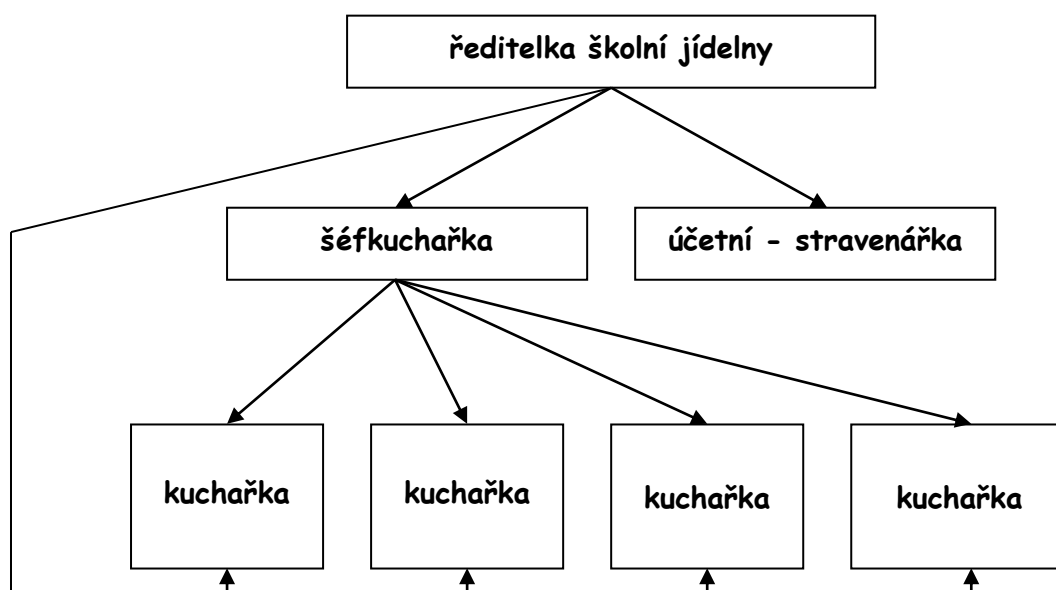 ředitelka školní jídelny
šéfkuchařka
účetní - stravenářka
kuchařka
kuchařka
kuchařka
kuchařka